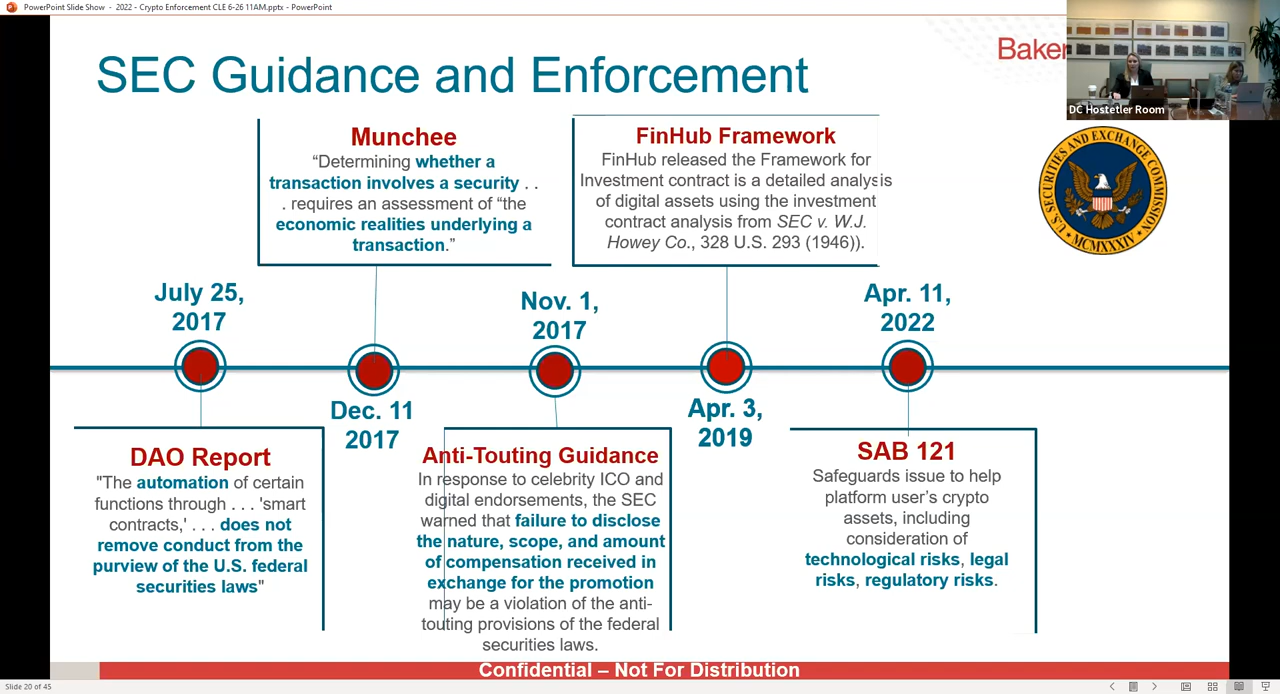 PowerPoint Slide Show - 2022 - Crypto Enforcement CLE 6-26 11AM.pptx - PowerPoint
SEC Guidance and Enforcement
Baker
DC Hostetler Room
U.S. SECURITIES AND EXCHANGE COMMISSION
MCMXXXIV
Munchee
“Determining whether a
transaction involves a security . .
. requires an assessment of “the
economic realities underlying a
transaction.”
FinHub Framework
FinHub released the Framework for
Investment contract is a detailed analysis
of digital assets using the investment
contract analysis from SEC v. W.J.
Howey Co., 328 U.S. 293 (1946)).
July 25,
2017
Dec. 11
2017
Nov. 1,
2017
Apr. 3,
2019
Apr. 11,
2022
DAO Report
"The automation of certain
functions through . . . 'smart
contracts,' . . . does not
remove conduct from the
purview of the U.S. federal
securities laws"
Anti-Touting Guidance
In response to celebrity ICO and
digital endorsements, the SEC
warned that failure to disclose
the nature, scope, and amount
of compensation received in
exchange for the promotion
may be a violation of the anti-
touting provisions of the federal
securities laws.
SAB 121
Safeguards issue to help
platform user’s crypto
assets, including
consideration of
technological risks, legal
risks, regulatory risks.
Confidential – Not For Distribution
Slide 20 of 45